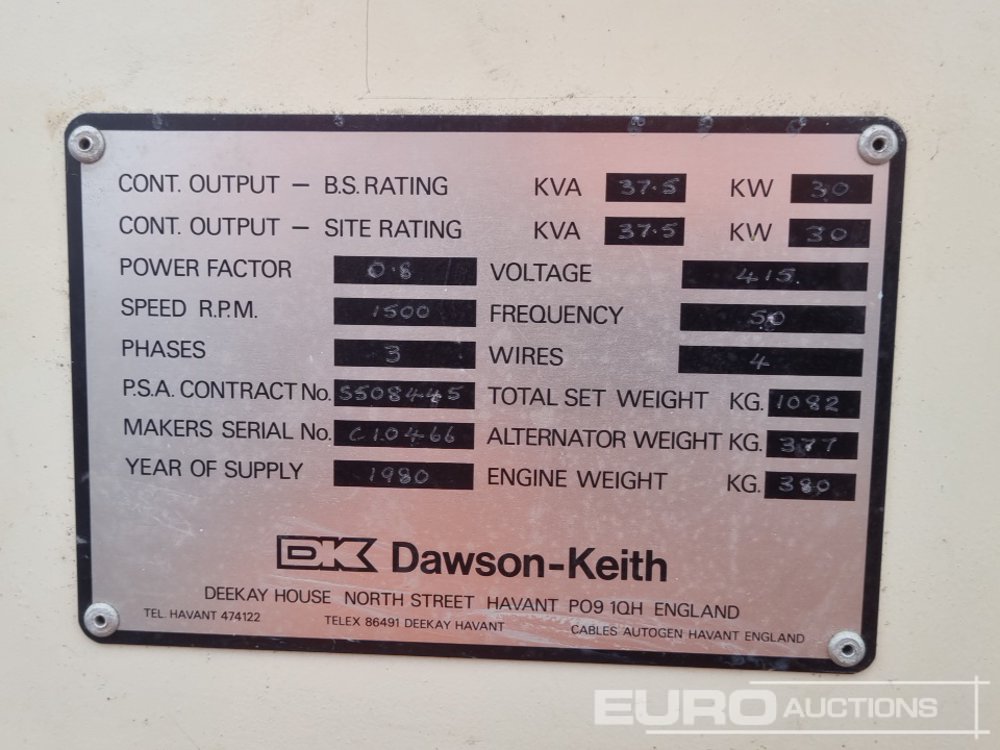 CONT. OUTPUT – B.S. RATING KVA 37.5 KW 30
CONT. OUTPUT – SITE RATING KVA 37.5 KW 30
POWER FACTOR 0.8 VOLTAGE 415
SPEED R.P.M. 1500 FREQUENCY 50
PHASES 3 WIRES 4
P.S.A. CONTRACT No. S508445 TOTAL SET WEIGHT KG. 1082
MAKERS SERIAL No. C10466 ALTERNATOR WEIGHT KG. 377
YEAR OF SUPPLY 1980 ENGINE WEIGHT KG. 380
DK Dawson-Keith
DEEKAY HOUSE NORTH STREET HAVANT PO9 1QH ENGLAND
TEL. HAVANT 474122 TELEX 86491 DEEKAY HAVANT CABLES AUTOGEN HAVANT ENGLAND
EURO AUCTIONS